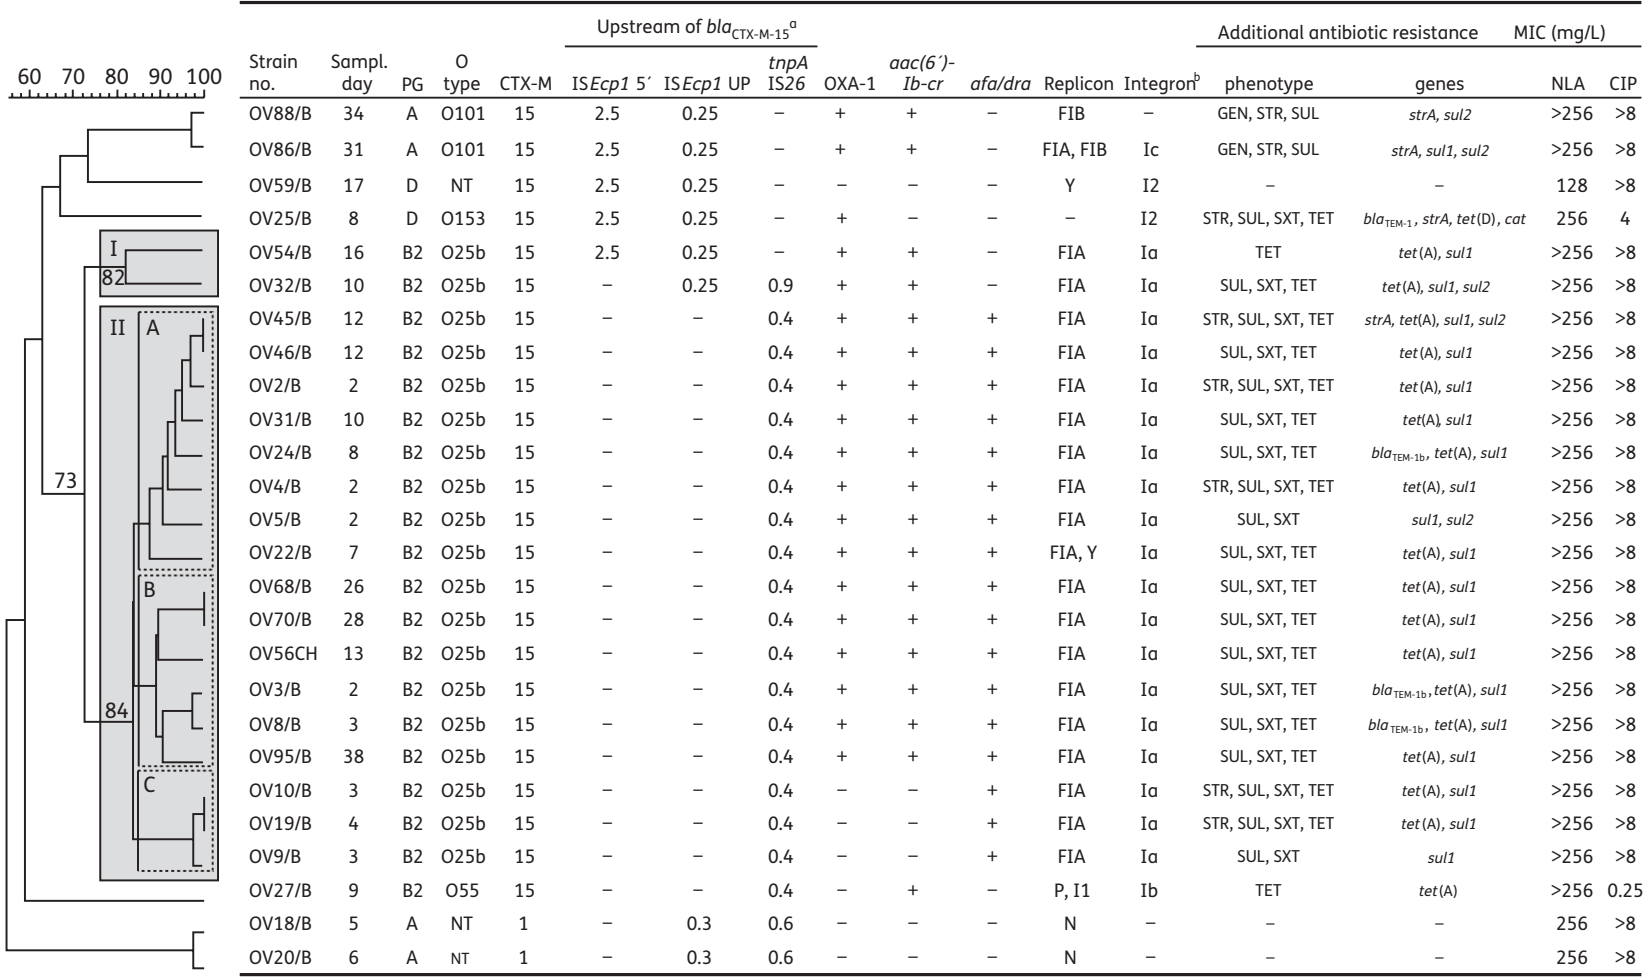 Upstream of blaCTX-M-15a Additional antibiotic resistance MIC (mg/L)
60 70 80 90 100 Strain no. Sampl. day PG O type CTX-M ISEcp1 5´ ISEcp1 UP tnpA IS26 OXA-1 aac(6´)-Ib-cr afa/dra Replicon Integronb phenotype genes NLA CIP
OV88/B 34 A O101 15 2.5 0.25 – + + – FIB – GEN, STR, SUL strA, sul2 >256 >8
OV86/B 31 A O101 15 2.5 0.25 – + + – FIA, FIB Ic GEN, STR, SUL strA, sul1, sul2 >256 >8
OV59/B 17 D NT 15 2.5 0.25 – – – – Y I2 – – 128 >8
OV25/B 8 D O153 15 2.5 0.25 – + – – – I2 STR, SUL, SXT, TET blaTEM-1, strA, tet(D), cat 256 4
I OV54/B 16 B2 O25b 15 2.5 0.25 – + + – FIA Ia TET tet(A), sul1 >256 >8
82 OV32/B 10 B2 O25b 15 – 0.25 0.9 + + – FIA Ia SUL, SXT, TET tet(A), sul1, sul2 >256 >8
II A OV45/B 12 B2 O25b 15 – – 0.4 + + + FIA Ia STR, SUL, SXT, TET strA, tet(A), sul1, sul2 >256 >8
OV46/B 12 B2 O25b 15 – – 0.4 + + + FIA Ia SUL, SXT, TET tet(A), sul1 >256 >8
OV2/B 2 B2 O25b 15 – – 0.4 + + + FIA Ia STR, SUL, SXT, TET tet(A), sul1 >256 >8
OV31/B 10 B2 O25b 15 – – 0.4 + + + FIA Ia SUL, SXT, TET tet(A), sul1 >256 >8
OV24/B 8 B2 O25b 15 – – 0.4 + + + FIA Ia SUL, SXT, TET blaTEM-1b, tet(A), sul1 >256 >8
73 OV4/B 2 B2 O25b 15 – – 0.4 + + + FIA Ia STR, SUL, SXT, TET tet(A), sul1 >256 >8
OV5/B 2 B2 O25b 15 – – 0.4 + + + FIA Ia SUL, SXT sul1, sul2 >256 >8
OV22/B 7 B2 O25b 15 – – 0.4 + + + FIA, Y Ia SUL, SXT, TET tet(A), sul1 >256 >8
B OV68/B 26 B2 O25b 15 – – 0.4 + + + FIA Ia SUL, SXT, TET tet(A), sul1 >256 >8
OV70/B 28 B2 O25b 15 – – 0.4 + + + FIA Ia SUL, SXT, TET tet(A), sul1 >256 >8
OV56CH 13 B2 O25b 15 – – 0.4 + + + FIA Ia SUL, SXT, TET tet(A), sul1 >256 >8
OV3/B 2 B2 O25b 15 – – 0.4 + + + FIA Ia SUL, SXT, TET blaTEM-1b, tet(A), sul1 >256 >8
84 OV8/B 3 B2 O25b 15 – – 0.4 + + + FIA Ia SUL, SXT, TET blaTEM-1b, tet(A), sul1 >256 >8
OV95/B 38 B2 O25b 15 – – 0.4 + + + FIA Ia SUL, SXT, TET tet(A), sul1 >256 >8
C OV10/B 3 B2 O25b 15 – – 0.4 – – + FIA Ia STR, SUL, SXT, TET tet(A), sul1 >256 >8
OV19/B 4 B2 O25b 15 – – 0.4 – – + FIA Ia STR, SUL, SXT, TET tet(A), sul1 >256 >8
OV9/B 3 B2 O25b 15 – – 0.4 – – + FIA Ia SUL, SXT sul1 >256 >8
OV27/B 9 B2 O55 15 – – 0.4 – + – P, I1 Ib TET tet(A) >256 0.25
OV18/B 5 A NT 1 – 0.3 0.6 – – – N – – – 256 >8
OV20/B 6 A NT 1 – 0.3 0.6 – – – N – – – 256 >8